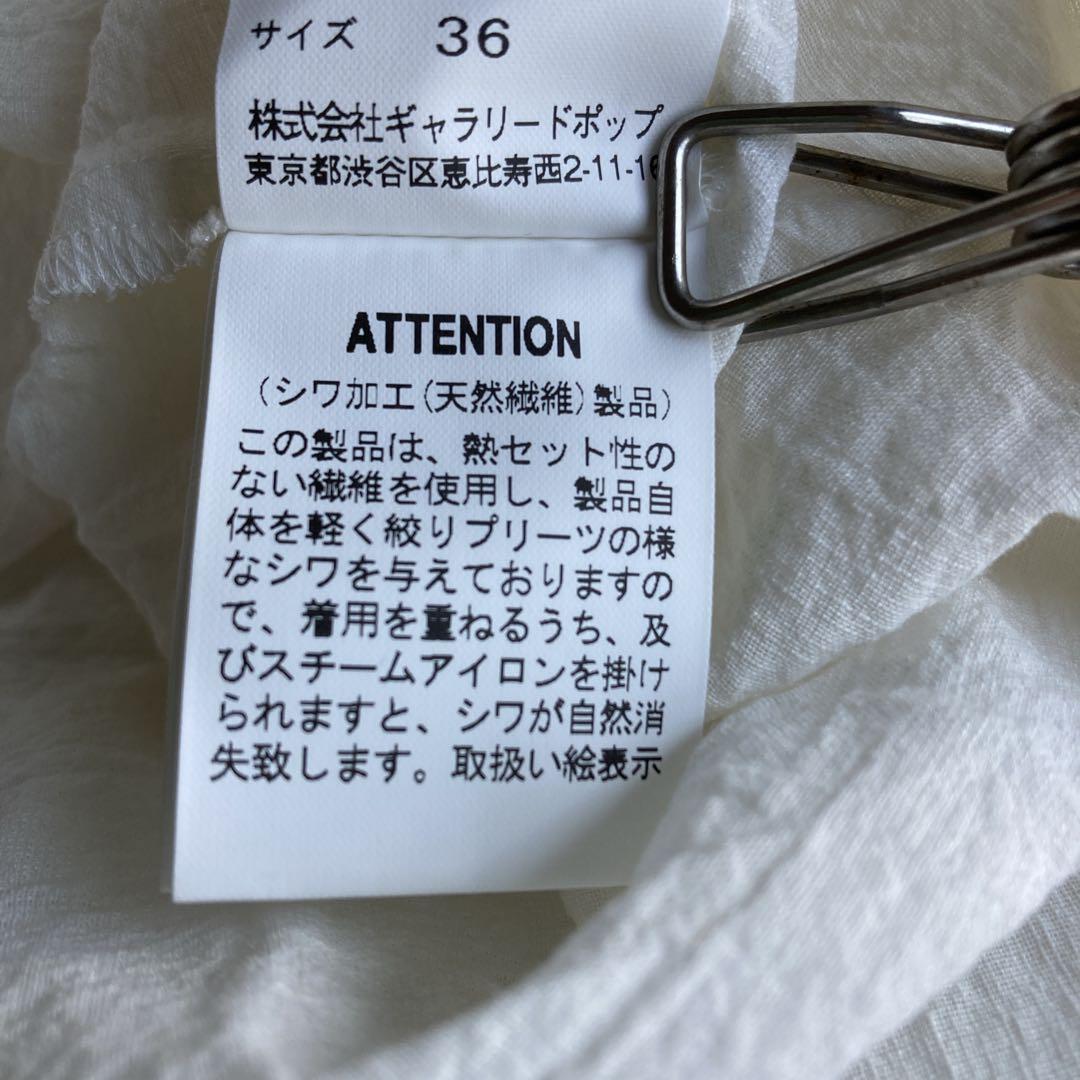 サイズ 36
株式会社ギャラリードポップ
東京都渋谷区恵比寿西2-11-16
ATTENTION
(シワ加工(天然繊維)製品)
この製品は、熱セット性の
ない繊維を使用し、製品自
体を軽く絞りプリーツの様
なシワを与えておりますの
で、着用を重ねるうち、及
びスチームアイロンを掛け
られますと、シワが自然消
失致します。取扱い絵表示